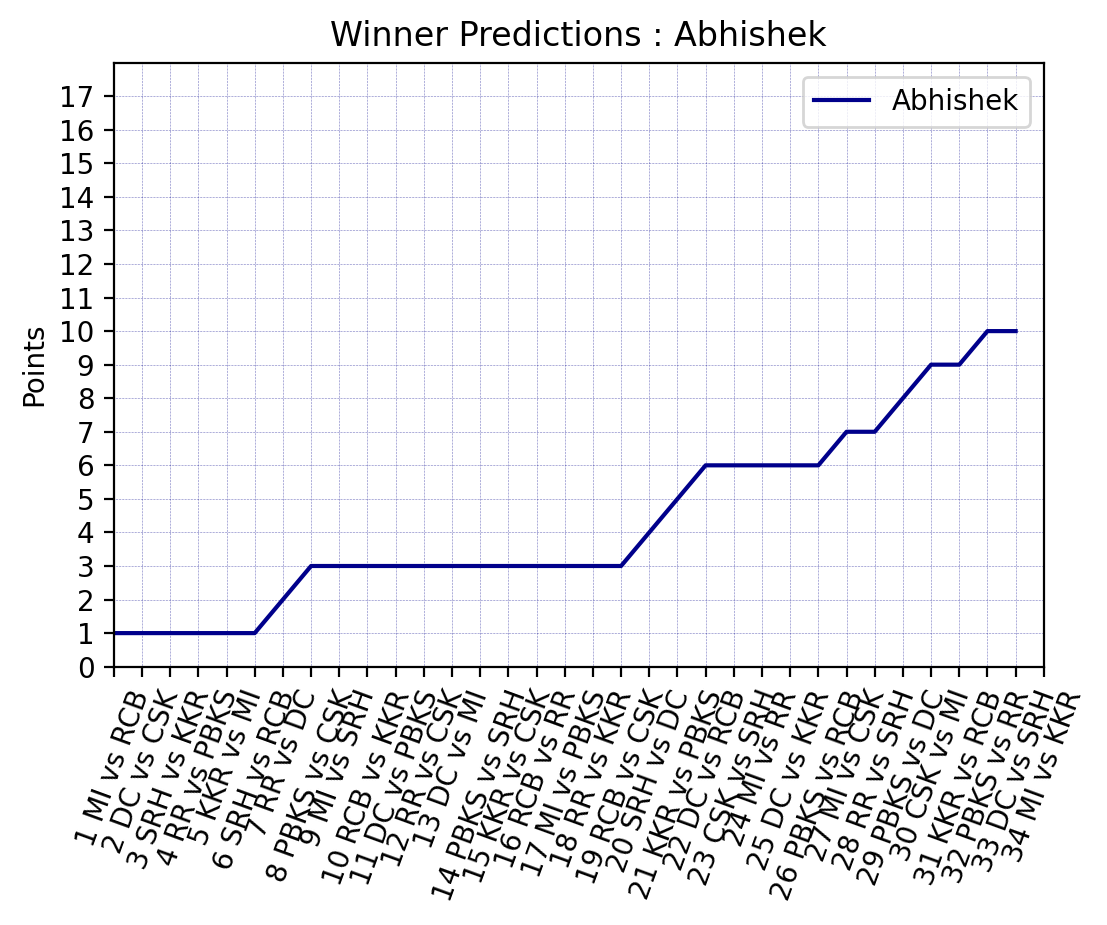 Winner Predictions : Abhishek
Abhishek
Points
17
16
15
14
13
12
11
10
9
8
7
6
5
4
3
2
1
0
1 MI vs RCB
2 DC vs CSK
3 SRH vs KKR
4 RR vs PBKS
5 KKR vs MI
6 SRH vs RCB
7 RR vs DC
8 PBKS vs CSK
9 MI vs SRH
10 RCB vs KKR
11 DC vs PBKS
12 RR vs CSK
13 DC vs MI
14 PBKS vs SRH
15 KKR vs CSK
16 RCB vs RR
17 MI vs PBKS
18 RR vs KKR
19 RCB vs CSK
20 SRH vs DC
21 KKR vs PBKS
22 DC vs RCB
23 CSK vs SRH
24 MI vs RR
25 DC vs KKR
26 PBKS vs RCB
27 MI vs CSK
28 RR vs SRH
29 PBKS vs DC
30 CSK vs MI
31 KKR vs RCB
32 PBKS vs RR
33 DC vs SRH
34 MI vs KKR